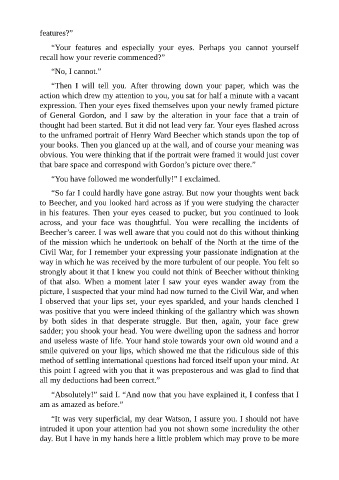 features?”
“Your features and especially your eyes. Perhaps you cannot yourself
recall how your reverie commenced?”
“No, I cannot.”
“Then I will tell you. After throwing down your paper, which was the
action which drew my attention to you, you sat for half a minute with a vacant
expression. Then your eyes fixed themselves upon your newly framed picture
of General Gordon, and I saw by the alteration in your face that a train of
thought had been started. But it did not lead very far. Your eyes flashed across
to the unframed portrait of Henry Ward Beecher which stands upon the top of
your books. Then you glanced up at the wall, and of course your meaning was
obvious. You were thinking that if the portrait were framed it would just cover
that bare space and correspond with Gordon’s picture over there.”
“You have followed me wonderfully!” I exclaimed.
“So far I could hardly have gone astray. But now your thoughts went back
to Beecher, and you looked hard across as if you were studying the character
in his features. Then your eyes ceased to pucker, but you continued to look
across, and your face was thoughtful. You were recalling the incidents of
Beecher’s career. I was well aware that you could not do this without thinking
of the mission which he undertook on behalf of the North at the time of the
Civil War, for I remember your expressing your passionate indignation at the
way in which he was received by the more turbulent of our people. You felt so
strongly about it that I knew you could not think of Beecher without thinking
of that also. When a moment later I saw your eyes wander away from the
picture, I suspected that your mind had now turned to the Civil War, and when
I observed that your lips set, your eyes sparkled, and your hands clenched I
was positive that you were indeed thinking of the gallantry which was shown
by both sides in that desperate struggle. But then, again, your face grew
sadder; you shook your head. You were dwelling upon the sadness and horror
and useless waste of life. Your hand stole towards your own old wound and a
smile quivered on your lips, which showed me that the ridiculous side of this
method of settling international questions had forced itself upon your mind. At
this point I agreed with you that it was preposterous and was glad to find that
all my deductions had been correct.”
“Absolutely!” said I. “And now that you have explained it, I confess that I
am as amazed as before.”
“It was very superficial, my dear Watson, I assure you. I should not have
intruded it upon your attention had you not shown some incredulity the other
day. But I have in my hands here a little problem which may prove to be more